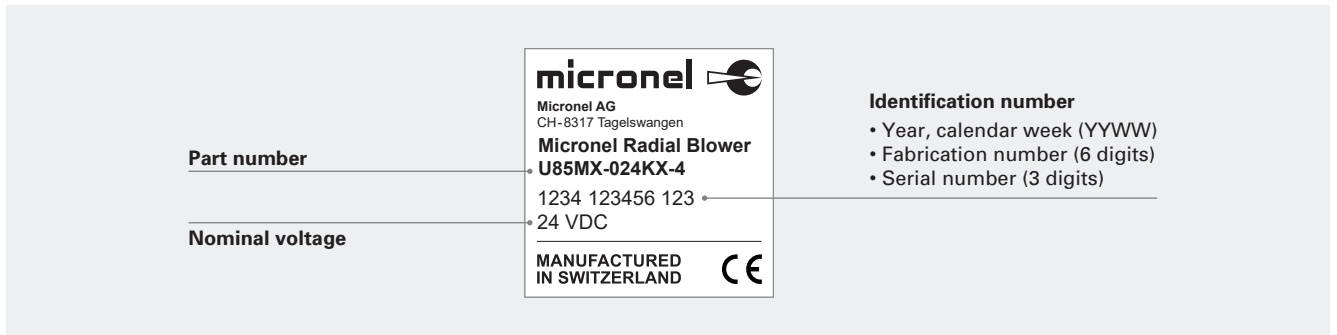 micronel
Micronel AG
CH-8317 Tagelswangen
Micronel Radial Blower
U85MX-024KX-4
1234 123456 123
24 VDC
MANUFACTURED
IN SWITZERLAND
CE
Part number
Nominal voltage
Identification number
• Year, calendar week (YYWW)
• Fabrication number (6 digits)
• Serial number (3 digits)